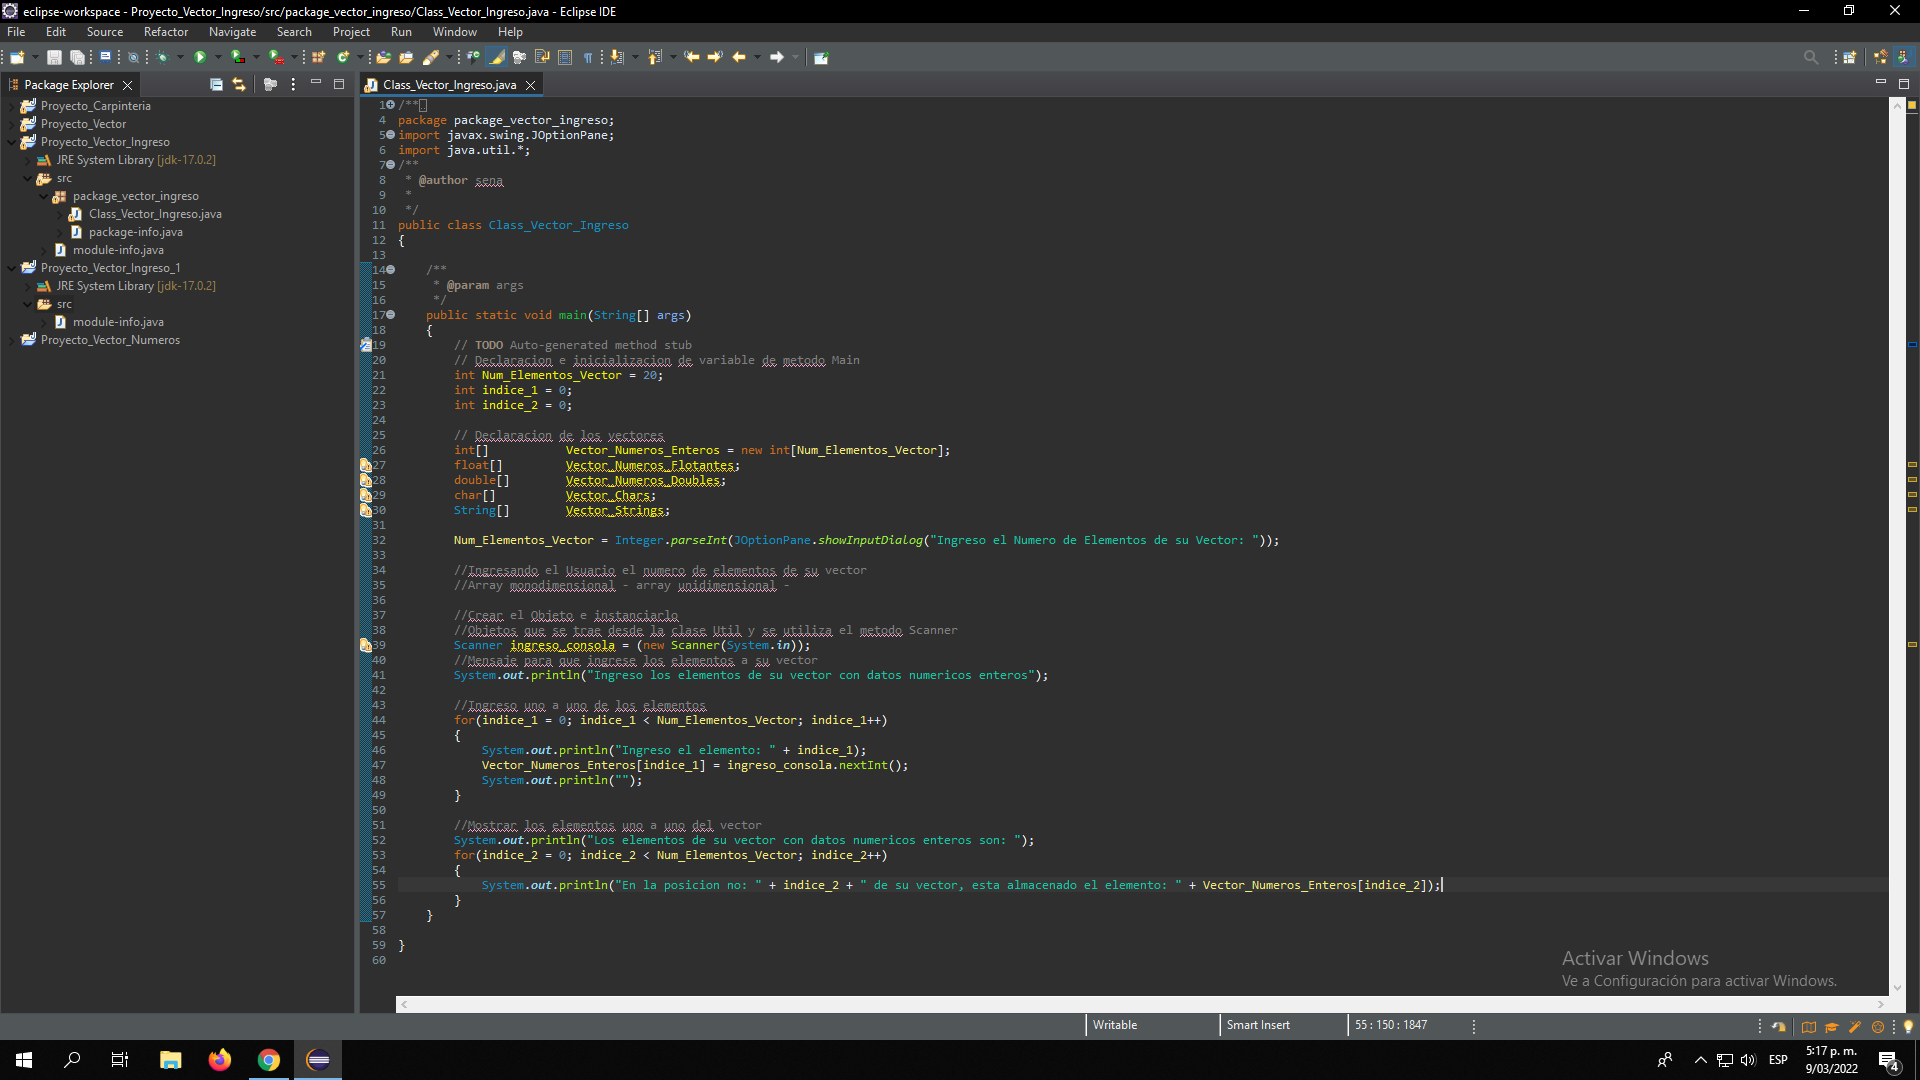 eclipse-workspace - Proyecto_Vector_Ingreso/src/package_vector_ingreso/Class_Vector_Ingreso.java - Eclipse IDE
File Edit Source Refactor Navigate Search Project Run Window Help
Package Explorer
Proyecto_Carpinteria
Proyecto_Vector
Proyecto_Vector_Ingreso
JRE System Library [jdk-17.0.2]
src
package_vector_ingreso
Class_Vector_Ingreso.java
package-info.java
module-info.java
Proyecto_Vector_Ingreso_1
JRE System Library [jdk-17.0.2]
src
module-info.java
Proyecto_Vector_Numeros
Class_Vector_Ingreso.java
1 /**
4 package package_vector_ingreso;
5 import javax.swing.JOptionPane;
6 import java.util.*;
7 /**
8 * @author sena
9 *
10 */
11 public class Class_Vector_Ingreso
12 {
13
14 /**
15 * @param args
16 */
17 public static void main(String[] args)
18 {
19 // TODO Auto-generated method stub
20 // Declaracion e inicializacion de variable de metodo Main
21 int Num_Elementos_Vector = 20;
22 int indice_1 = 0;
23 int indice_2 = 0;
24
25 // Declaracion de los vectores
26 int[] Vector_Numeros_Enteros = new int[Num_Elementos_Vector];
27 float[] Vector_Numeros_Flotantes;
28 double[] Vector_Numeros_Doubles;
29 char[] Vector_Chars;
30 String[] Vector_Strings;
31
32 Num_Elementos_Vector = Integer.parseInt(JOptionPane.showInputDialog("Ingreso el Numero de Elementos de su Vector: "));
33
34 //Ingresando el Usuario el numero de elementos de su vector
35 //Array monodimensional - array unidimensional -
36
37 //Crear el Objeto e instanciarlo
38 //Objetos que se trae desde la clase Util y se utiliza el metodo Scanner
39 Scanner ingreso_consola = (new Scanner(System.in));
40 //Mensaje para que ingrese los elementos a su vector
41 System.out.println("Ingreso los elementos de su vector con datos numericos enteros");
42
43 //Ingreso uno a uno de los elementos
44 for(indice_1 = 0; indice_1 < Num_Elementos_Vector; indice_1++)
45 {
46 System.out.println("Ingreso el elemento: " + indice_1);
47 Vector_Numeros_Enteros[indice_1] = ingreso_consola.nextInt();
48 System.out.println("");
49 }
50
51 //Mostrar los elementos uno a uno del vector
52 System.out.println("Los elementos de su vector con datos numericos enteros son: ");
53 for(indice_2 = 0; indice_2 < Num_Elementos_Vector; indice_2++)
54 {
55 System.out.println("En la posicion no: " + indice_2 + " de su vector, esta almacenado el elemento: " + Vector_Numeros_Enteros[indice_2]);
56 }
57 }
58
59 }
60
Activar Windows
Ve a Configuración para activar Windows.
Writable Smart Insert 55 : 150 : 1847
ESP
5:17 p. m.
9/03/2022
4